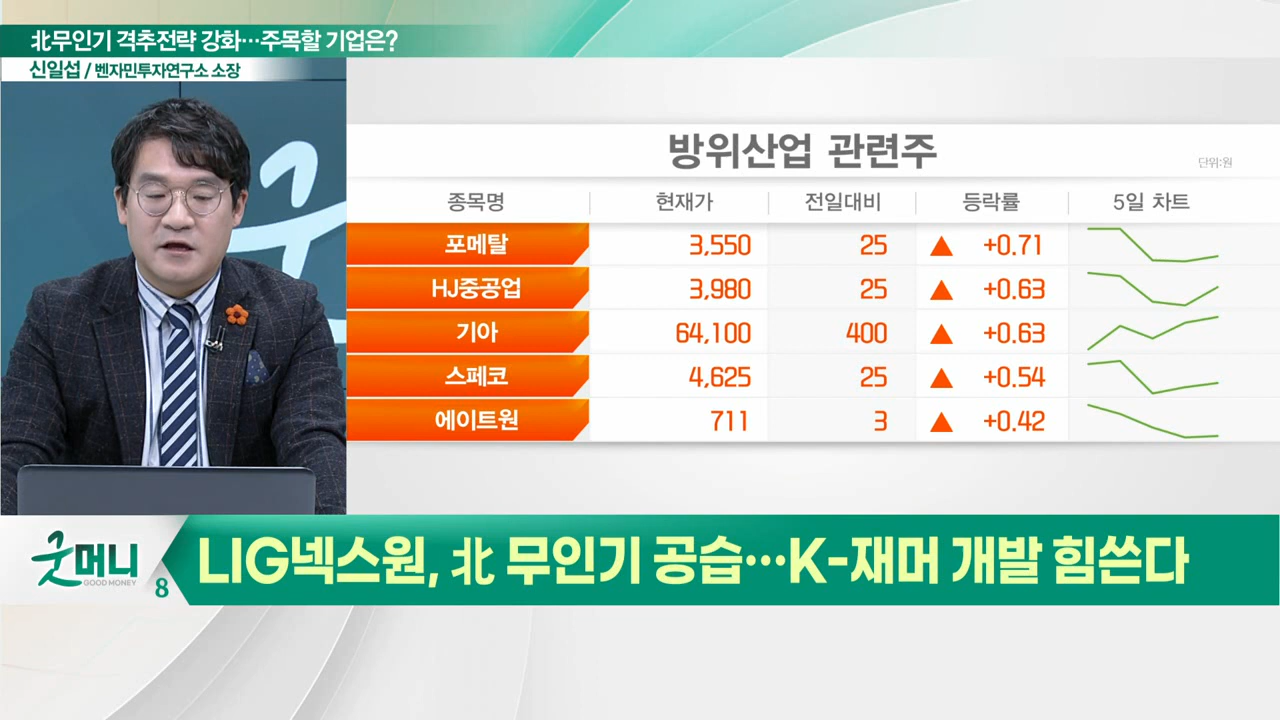 北무인기 격추전략 강화…주목할 기업은?
신일섭 / 벤자민투자연구소 소장
방위산업 관련주
단위:원
종목명 현재가 전일대비 등락률 5일 차트
포메탈 3,550 25 ▲ +0.71
HJ중공업 3,980 25 ▲ +0.63
기아 64,100 400 ▲ +0.63
스페코 4,625 25 ▲ +0.54
에이트원 711 3 ▲ +0.42
굿머니
GOOD MONEY
8
LIG넥스원, 北 무인기 공습…K-재머 개발 힘쓴다